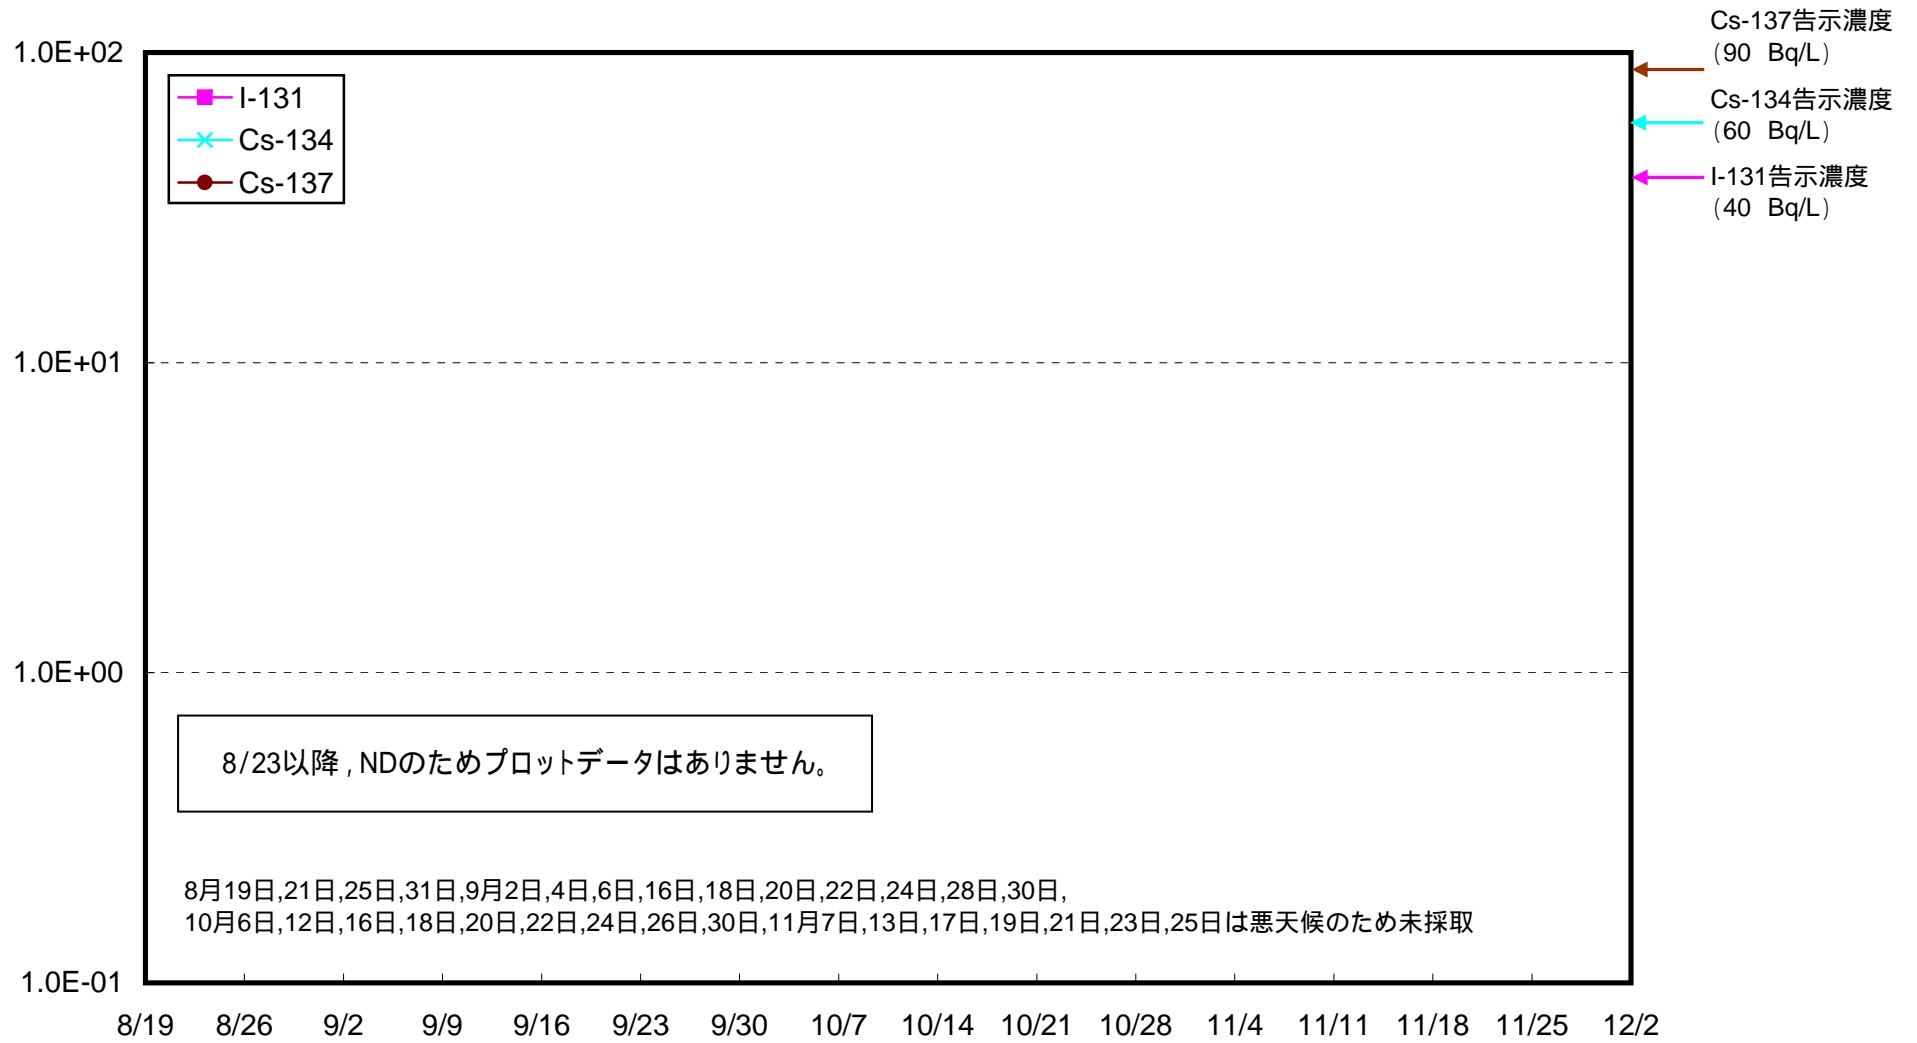 Cs-137告示濃度
(90 Bq/L)
Cs-134告示濃度
(60 Bq/L)
I-131告示濃度
(40 Bq/L)
1.0E+02
1.0E+01
1.0E+00
1.0E-01
I-131
Cs-134
Cs-137
8/23以降,NDのためプロットデータはありません。
8月19日,21日,25日,31日,9月2日,4日,6日,16日,18日,20日,22日,24日,28日,30日,
10月6日,12日,16日,18日,20日,22日,24日,26日,30日,11月7日,13日,17日,19日,21日,23日,25日は悪天候のため未採取
8/19 8/26 9/2 9/9 9/16 9/23 9/30 10/7 10/14 10/21 10/28 11/4 11/11 11/18 11/25 12/2